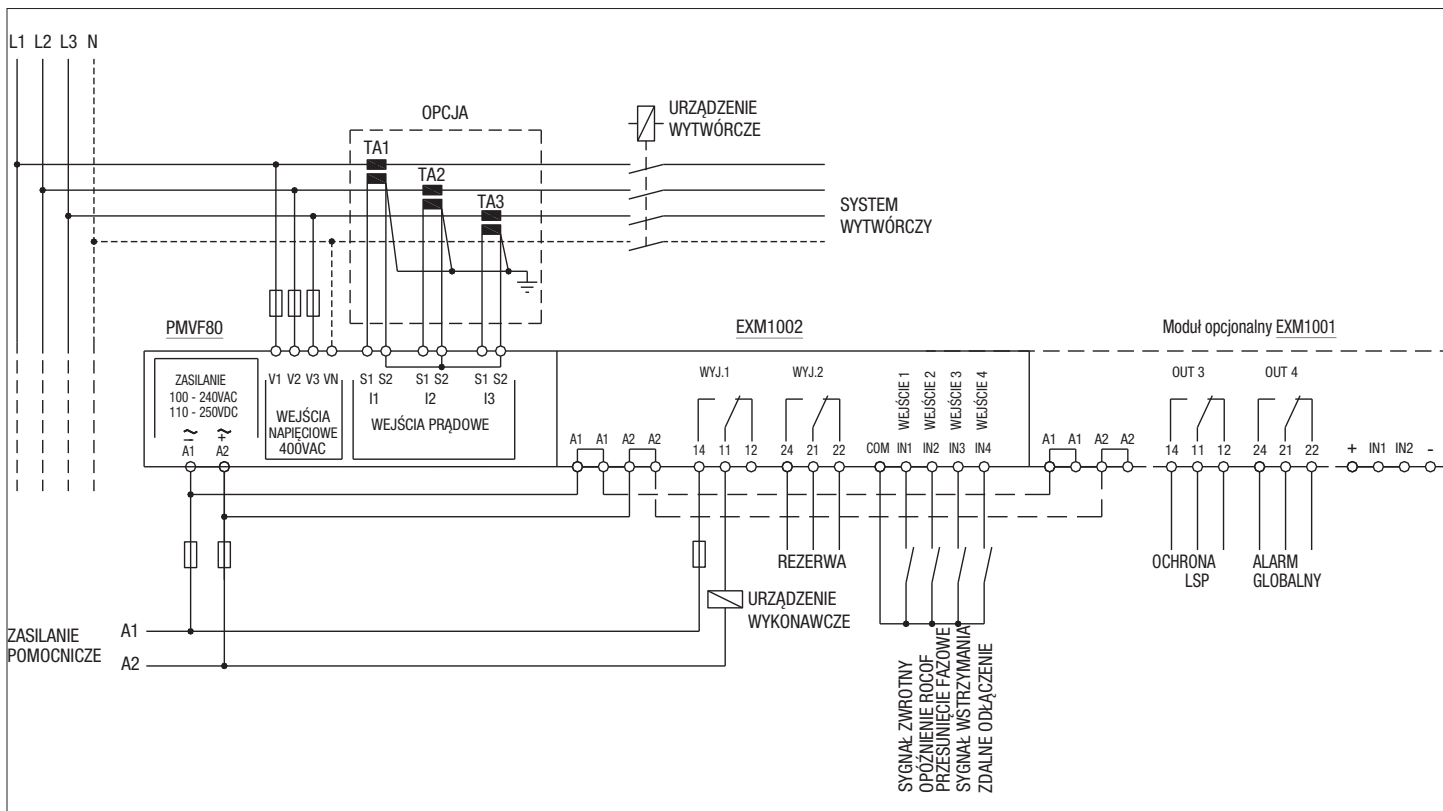 L1 L2 L3 N
OPCJA
URZĄDZENIE
WYTWÓRCZE
TA1
TA2
TA3
SYSTEM
WYTWÓRCZY
PMVF80
EXM1002
Moduł opcjonalny EXM1001
ZASILANIE
100 - 240VAC
110 - 250VDC
~ ~
– +
A1 A2
V1 V2 V3 VN
WEJŚCIA
NAPIĘCIOWE
400VAC
S1 S2 S1 S2 S1 S2
I1 I2 I3
WEJŚCIA PRĄDOWE
A1 A1 A2 A2
WYJ.1
14 11 12
WYJ.2
24 21 22
WEJŚCIE 1
WEJŚCIE 2
WEJŚCIE 3
WEJŚCIE 4
COM IN1 IN2 IN3 IN4
A1 A1 A2 A2
OUT 3
14 11 12
OUT 4
24 21 22
+ IN1 IN2 -
REZERWA
OCHRONA
LSP
ALARM
GLOBALNY
URZĄDZENIE
WYKONAWCZE
ZASILANIE
POMOCNICZE
A1
A2
SYGNAŁ ZWROTNY
OPÓŹNIENIE ROCOF
PRZESUNIĘCIE FAZOWE
SYGNAŁ WSTRZYMANIA
ZDALNE ODŁĄCZENIE